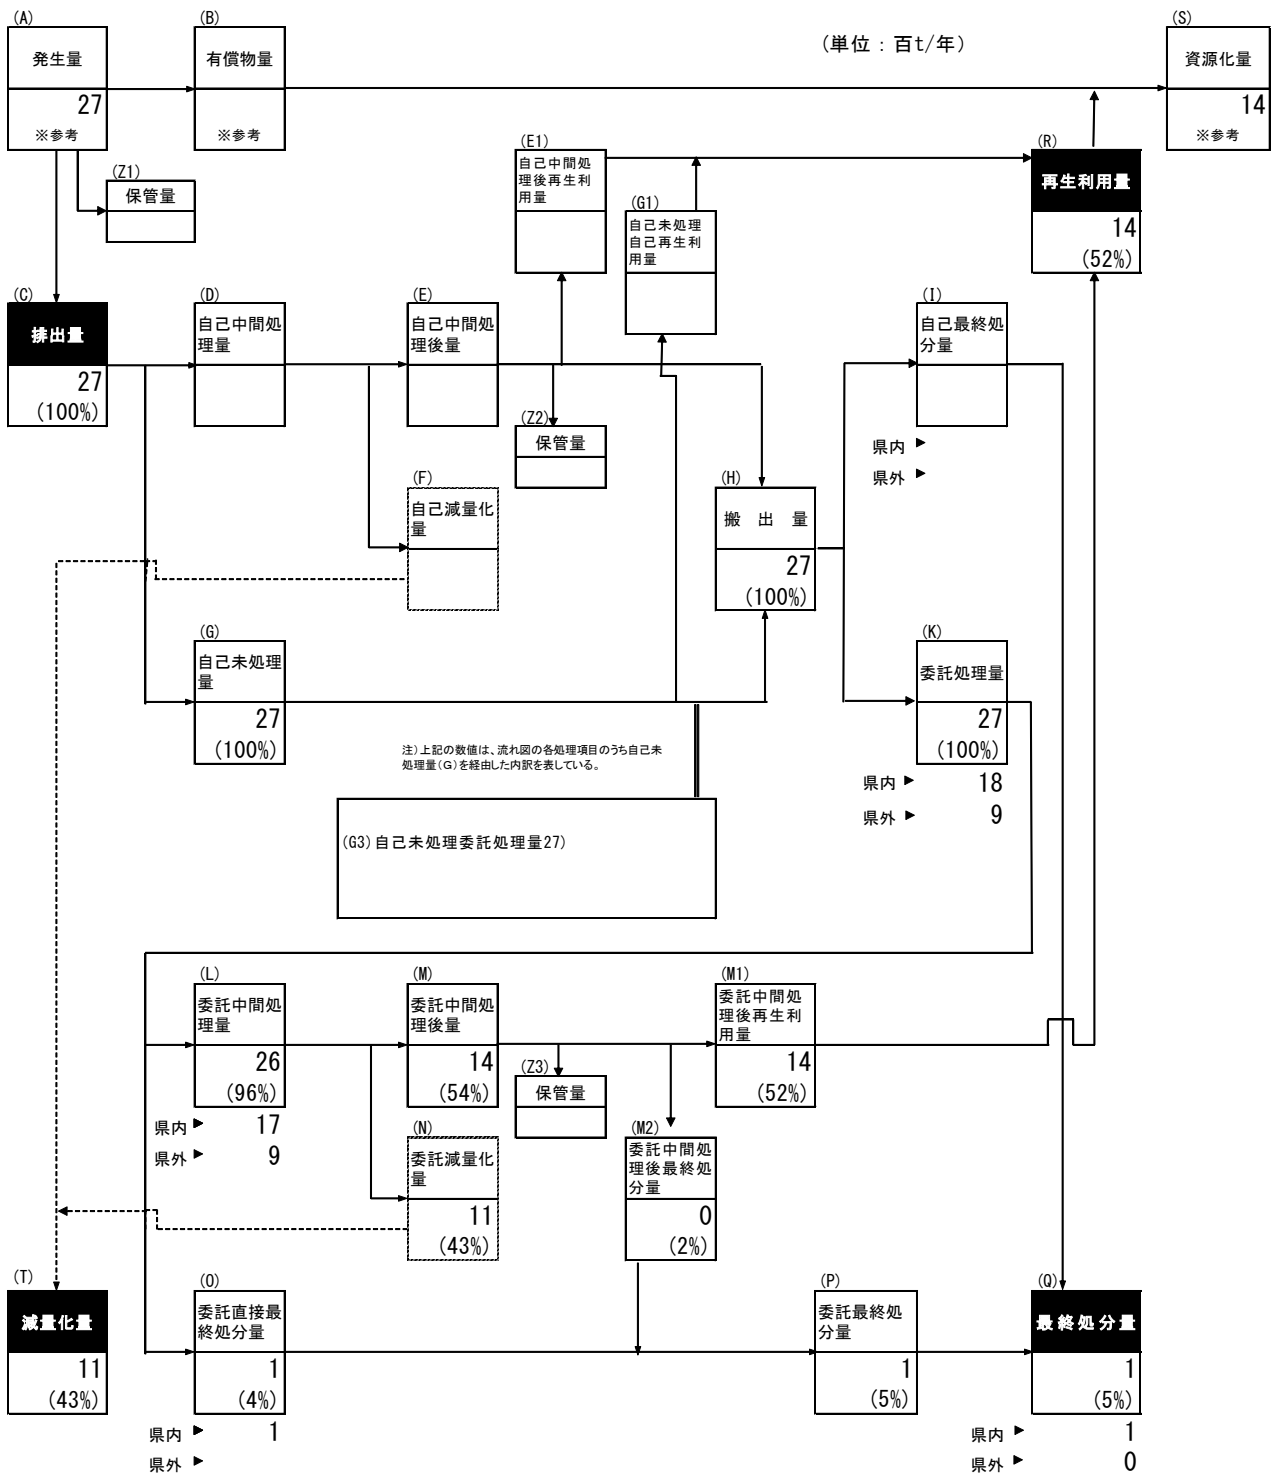 (A)
発生量
27
※参考
(B)
有償物量
※参考
(単位：百t/年)
(S)
資源化量
14
※参考
(Z1)
保管量
(E1)
自己中間処
理後再生利
用量
(G1)
自己未処理
自己再生利
用量
(R)
再生利用量
14
(52%)
(C)
排出量
27
(100%)
(D)
自己中間処
理量
(E)
自己中間処
理後量
(Z2)
保管量
(F)
自己減量化
量
(I)
自己最終処
分量
県内 ▶
県外 ▶
(H)
搬 出 量
27
(100%)
(G)
自己未処理
量
27
(100%)
(K)
委託処理量
27
(100%)
県内 ▶ 18
県外 ▶ 9
注)上記の数値は、流れ図の各処理項目のうち自己未
処理量(G)を経由した内訳を表している。
(G3)自己未処理委託処理量27)
(L)
委託中間処
理量
26
(96%)
県内 ▶ 17
県外 ▶ 9
(M)
委託中間処
理後量
14
(54%)
(Z3)
保管量
(M1)
委託中間処
理後再生利
用量
14
(52%)
(N)
委託減量化
量
11
(43%)
(M2)
委託中間処
理後最終処
分量
0
(2%)
(T)
減量化量
11
(43%)
(O)
委託直接最
終処分量
1
(4%)
県内 ▶ 1
県外 ▶
(P)
委託最終処
分量
1
(5%)
(Q)
最終処分量
1
(5%)
県内 ▶ 1
県外 ▶ 0